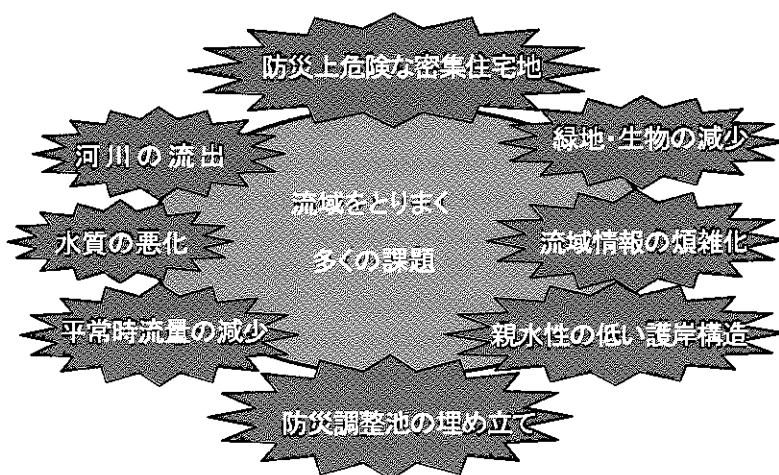 防災上危険な密集住宅地
河川の流出
緑地・生物の減少
流域をとりまく
多くの課題
水質の悪化
流域情報の煩雑化
平常時流量の減少
親水性の低い護岸構造
防災調整池の埋め立て